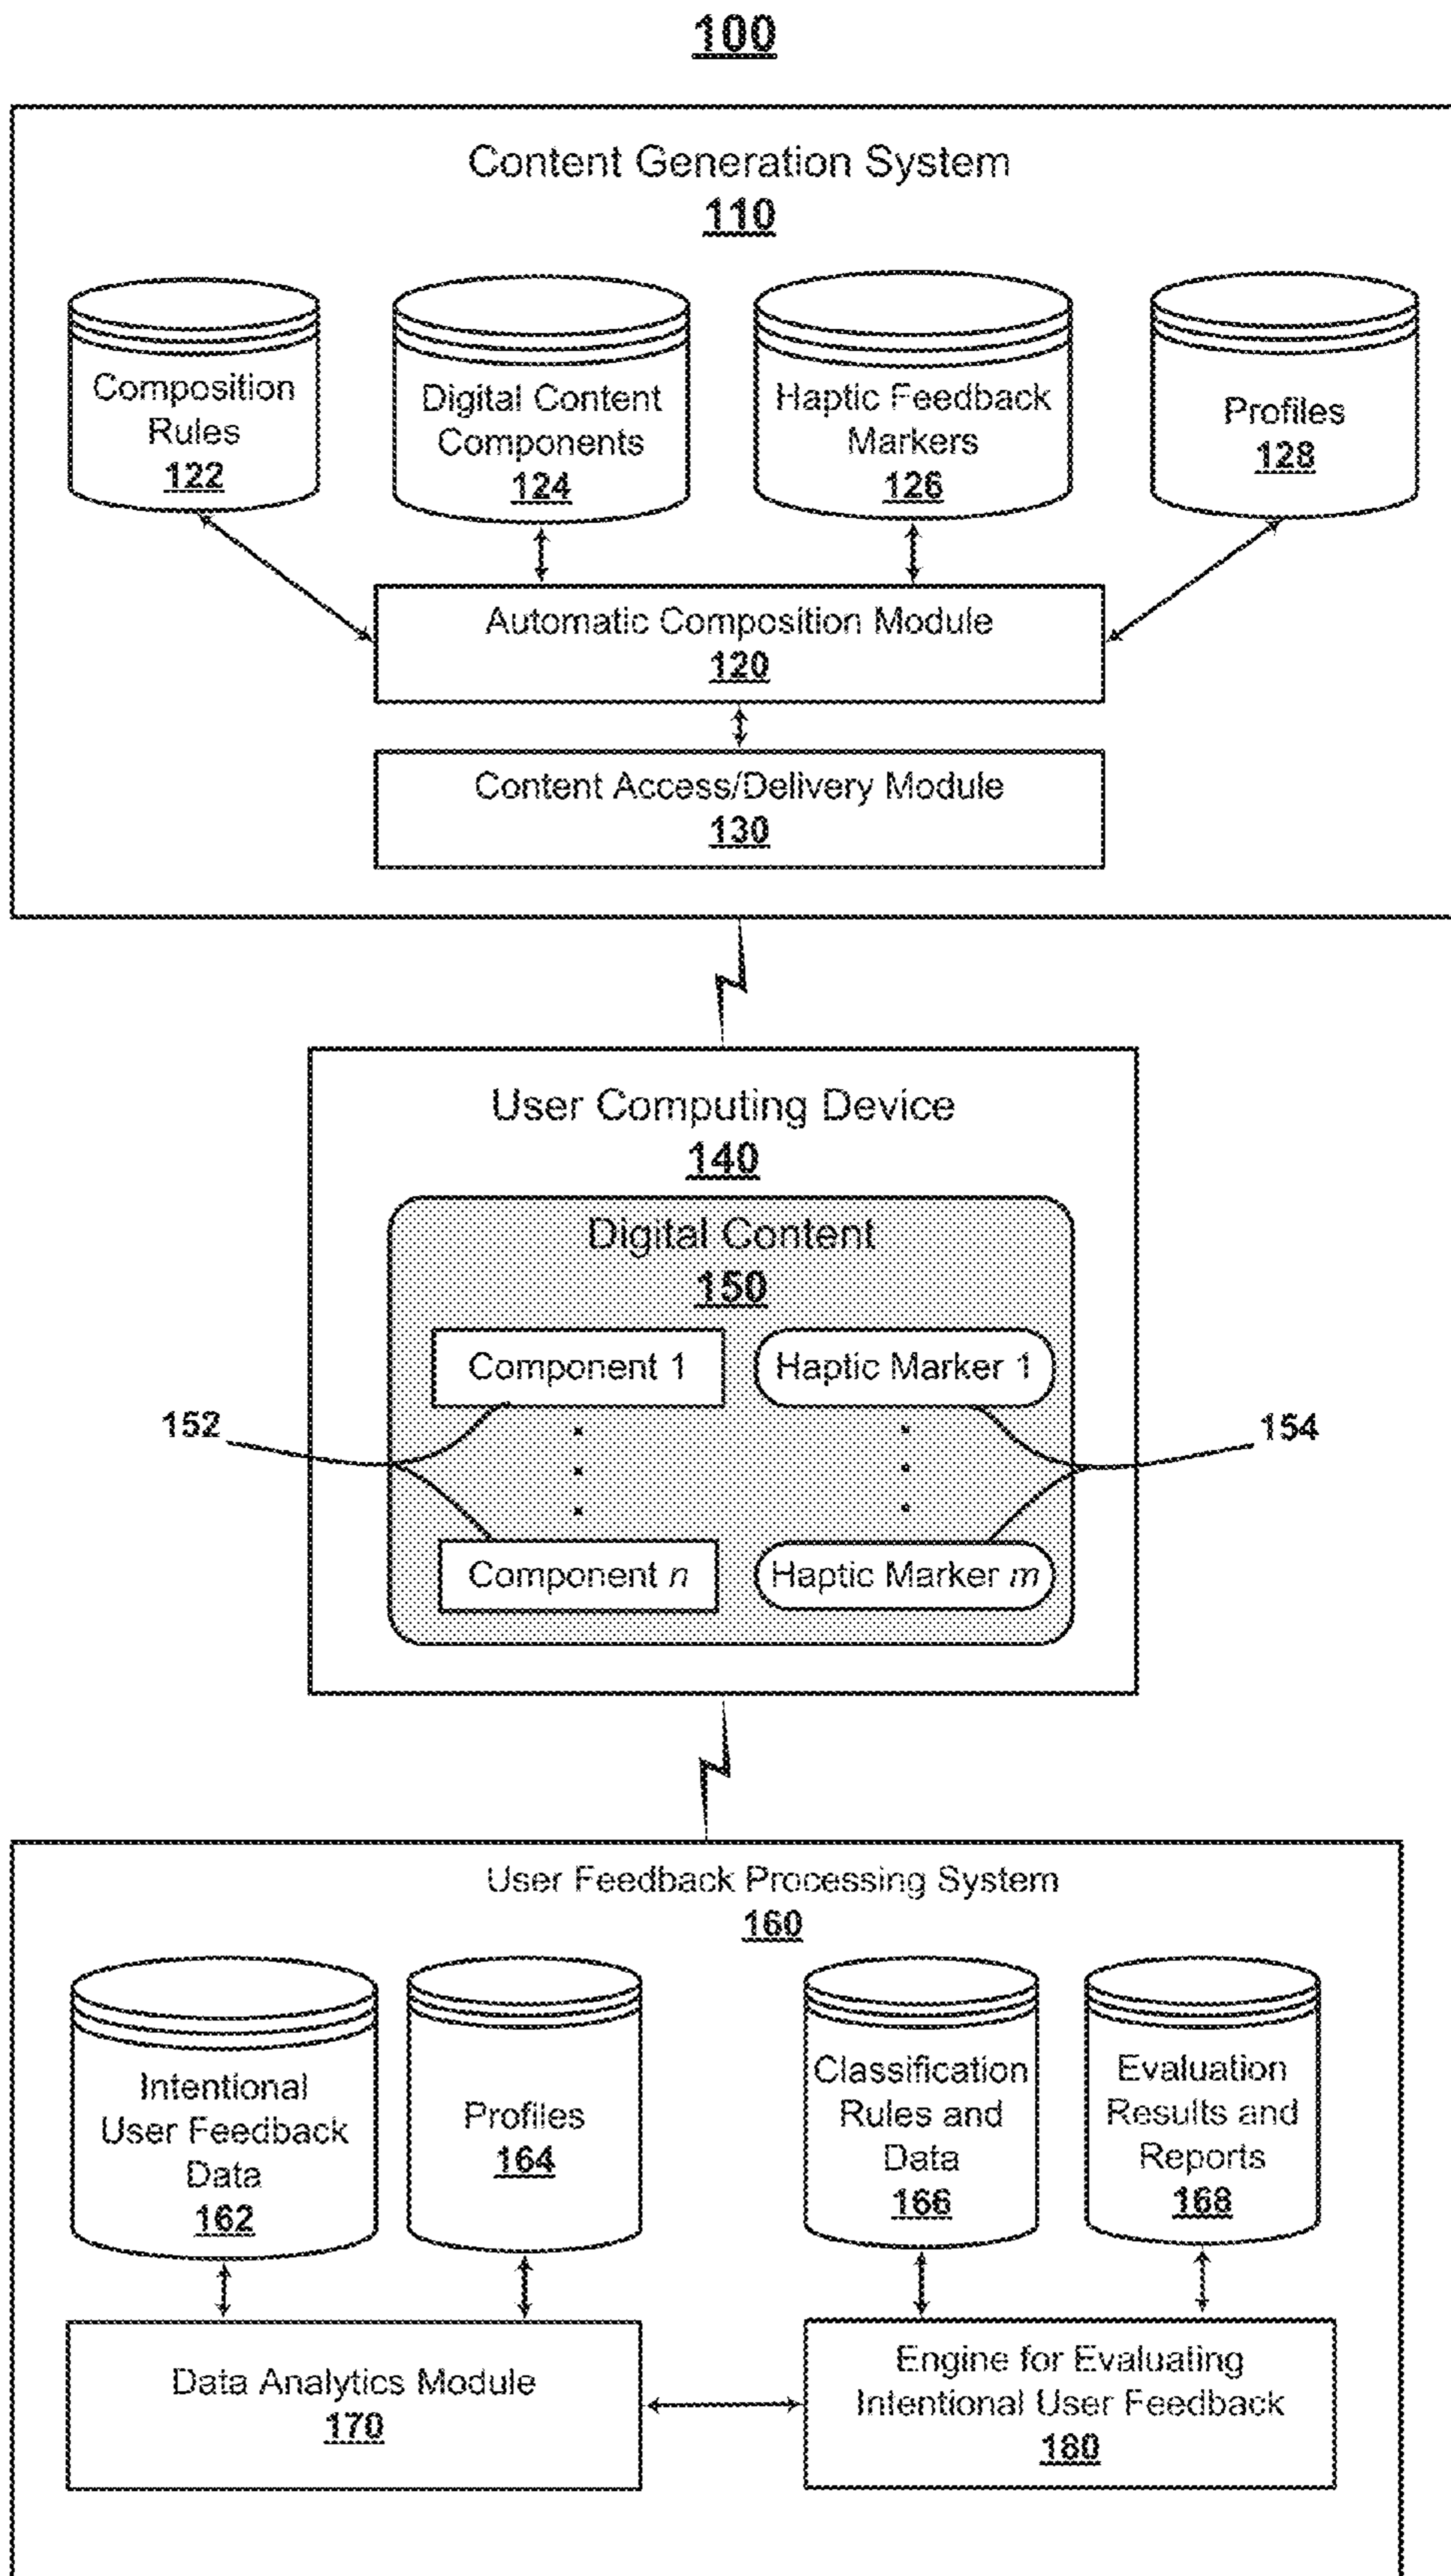 100
Content Generation System
110
Composition
Rules
122
Digital Content
Components
124
Haptic Feedback
Markers
126
Profiles
128
Automatic Composition Module
120
Content Access/Delivery Module
130
User Computing Device
140
Digital Content
150
Component 1
Haptic Marker 1
152
154
Component n
Haptic Marker m
User Feedback Processing System
160
Intentional
User Feedback
Data
162
Profiles
164
Classification
Rules and
Data
166
Evaluation
Results and
Reports
168
Data Analytics Module
170
Engine for Evaluating
Intentional User Feedback
180